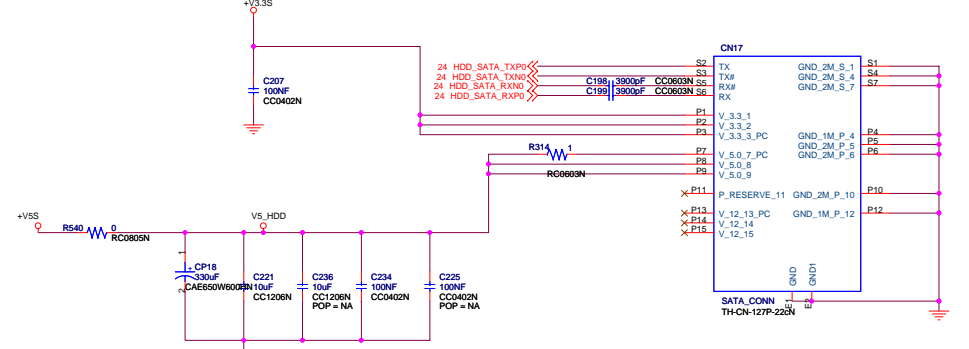 +V3.3S
C207
100NF
CC0402N
24 HDD_SATA_TXP0
24 HDD_SATA_TXN0
24 HDD_SATA_RXN0
24 HDD_SATA_RXP0
C198 3900pF CC0603N
C199 3900pF CC0603N
CN17
S2 TX GND_2M_S_1 S1
S3 TX# GND_2M_S_4 S4
S5 RX# GND_2M_S_7 S7
S6 RX
P1 V_3.3_1
P2 V_3.3_2
P3 V_3.3_3_PC GND_1M_P_4 P4
GND_2M_P_5 P5
P7 V_5.0_7_PC GND_2M_P_6 P6
P8 V_5.0_8
P9 V_5.0_9
R314 1
RC0603N
P11 P_RESERVE_11 GND_2M_P_10 P10
P13 V_12_13_PC GND_1M_P_12 P12
P14 V_12_14
P15 V_12_15
GND
GND1
E1
E2
SATA_CONN
TH-CN-127P-22cN
+V5S
R540 0
RC0805N
V5_HDD
1
+ CP18
330uF
2
C221
10uF
CC1206N
C236
10uF
CC1206N
POP = NA
C234
100NF
CC0402N
C225
100NF
CC0402N
POP = NA